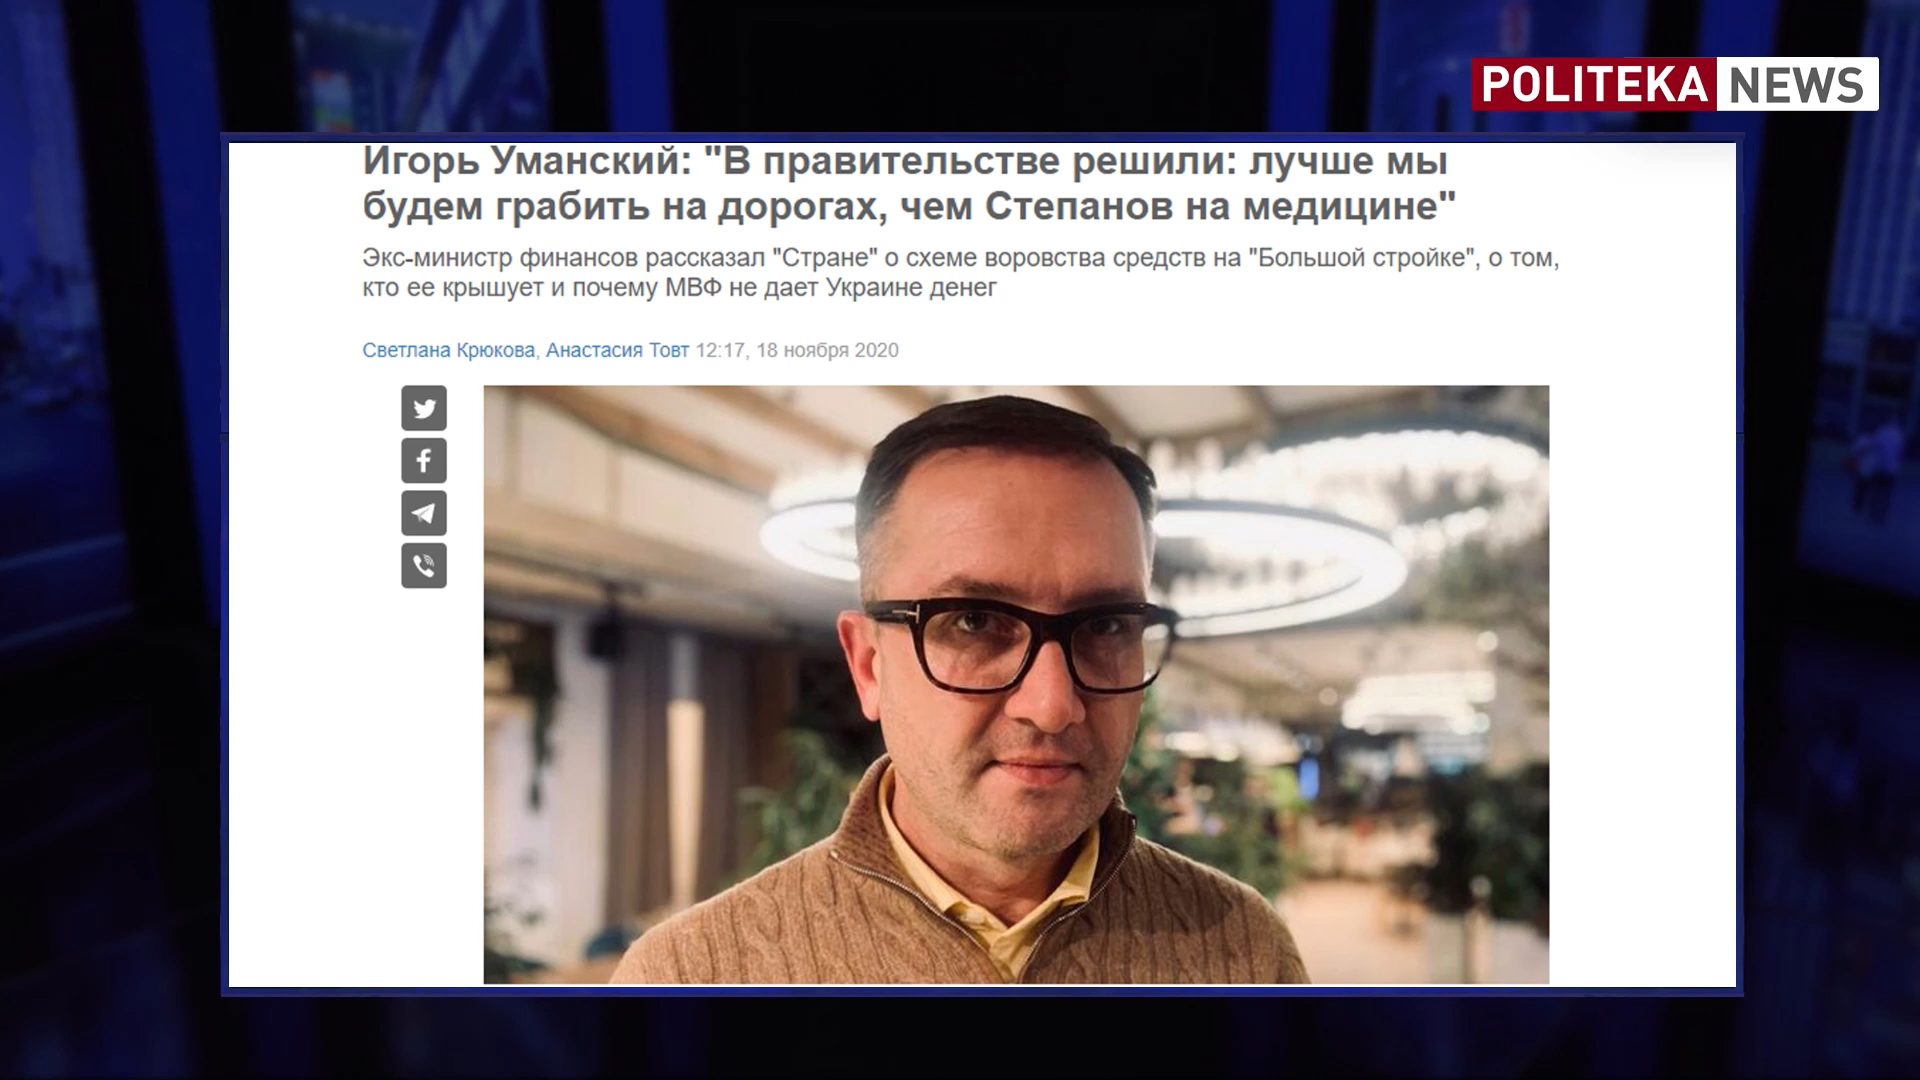 POLITEKA NEWS
Игорь Уманский: "В правительстве решили: лучше мы
будем грабить на дорогах, чем Степанов на медицине"
Экс-министр финансов рассказал "Стране" о схеме воровства средств на "Большой стройке", о том,
кто ее крышует и почему МВФ не дает Украине денег
Светлана Крюкова, Анастасия Товт 12:17, 18 ноября 2020